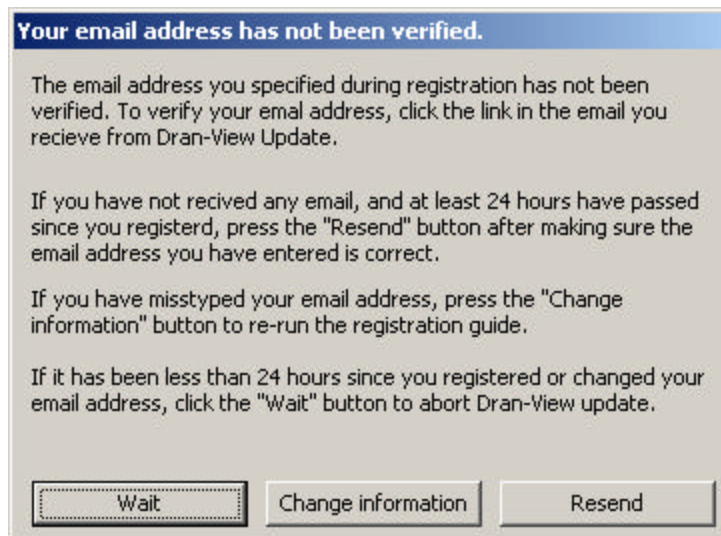 Your email address has not been verified.
The email address you specified during registration has not been
verified. To verify your emal address, click the link in the email you
recieve from Dran-View Update.
If you have not recived any email, and at least 24 hours have passed
since you registerd, press the "Resend" button after making sure the
email address you have entered is correct.
If you have misstyped your email address, press the "Change
information" button to re-run the registration guide.
If it has been less than 24 hours since you registered or changed your
email address, click the "Wait" button to abort Dran-View update.
Wait
Change information
Resend